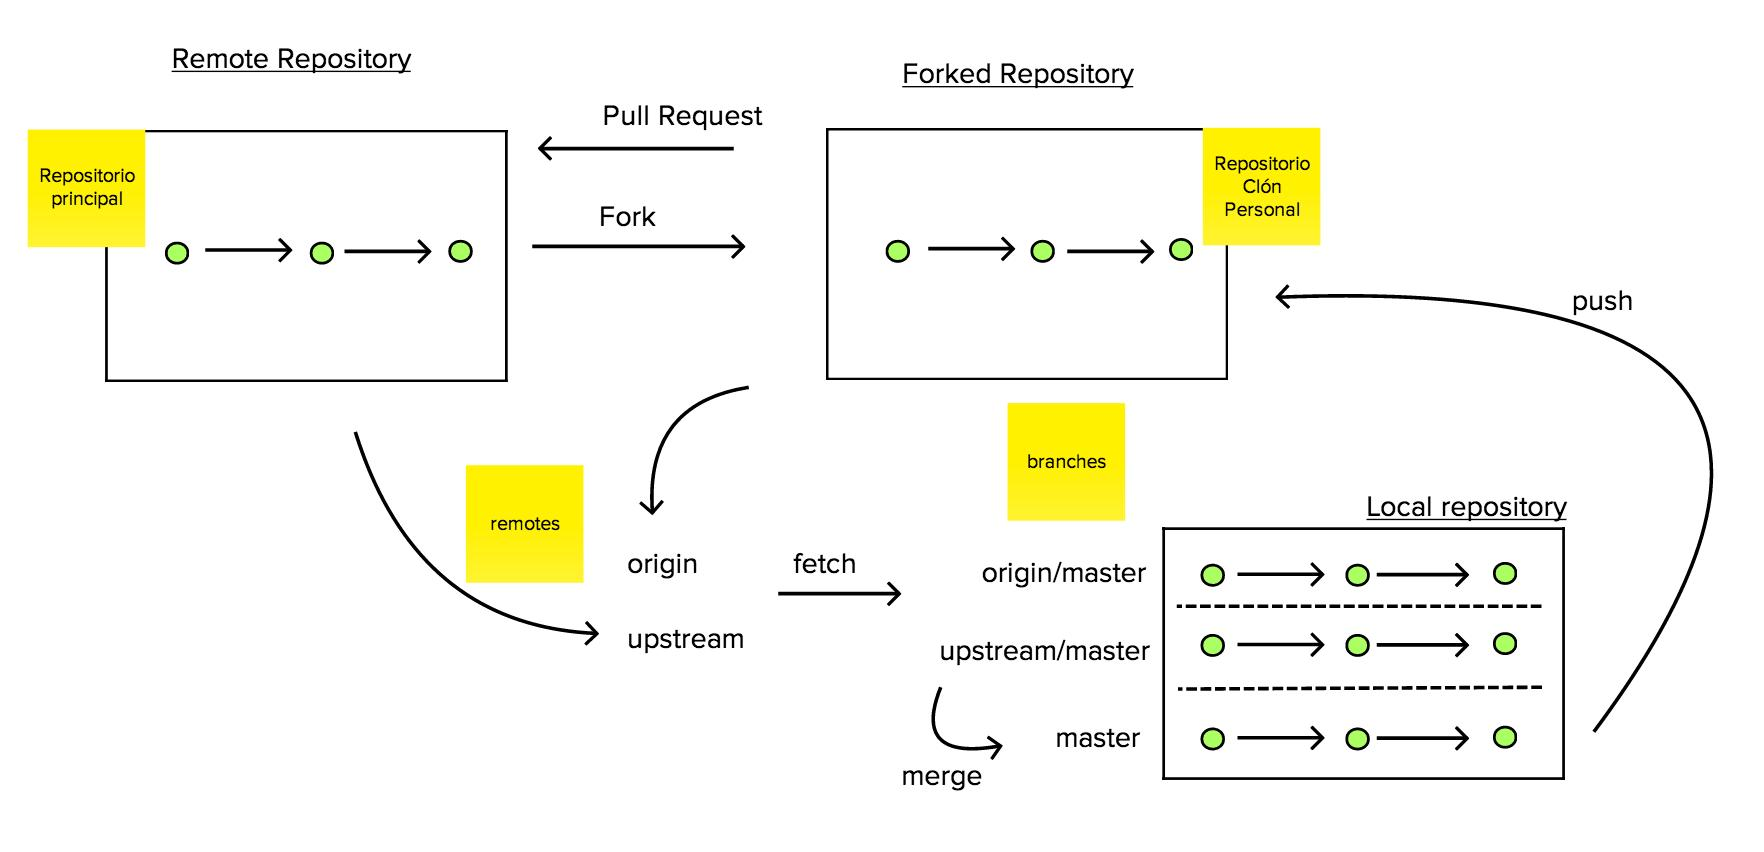 Remote Repository
Forked Repository
Pull Request
Repositorio
principal
Repositorio
Clón
Personal
Fork
push
branches
remotes
Local repository
origin
fetch
origin/master
upstream
upstream/master
master
merge